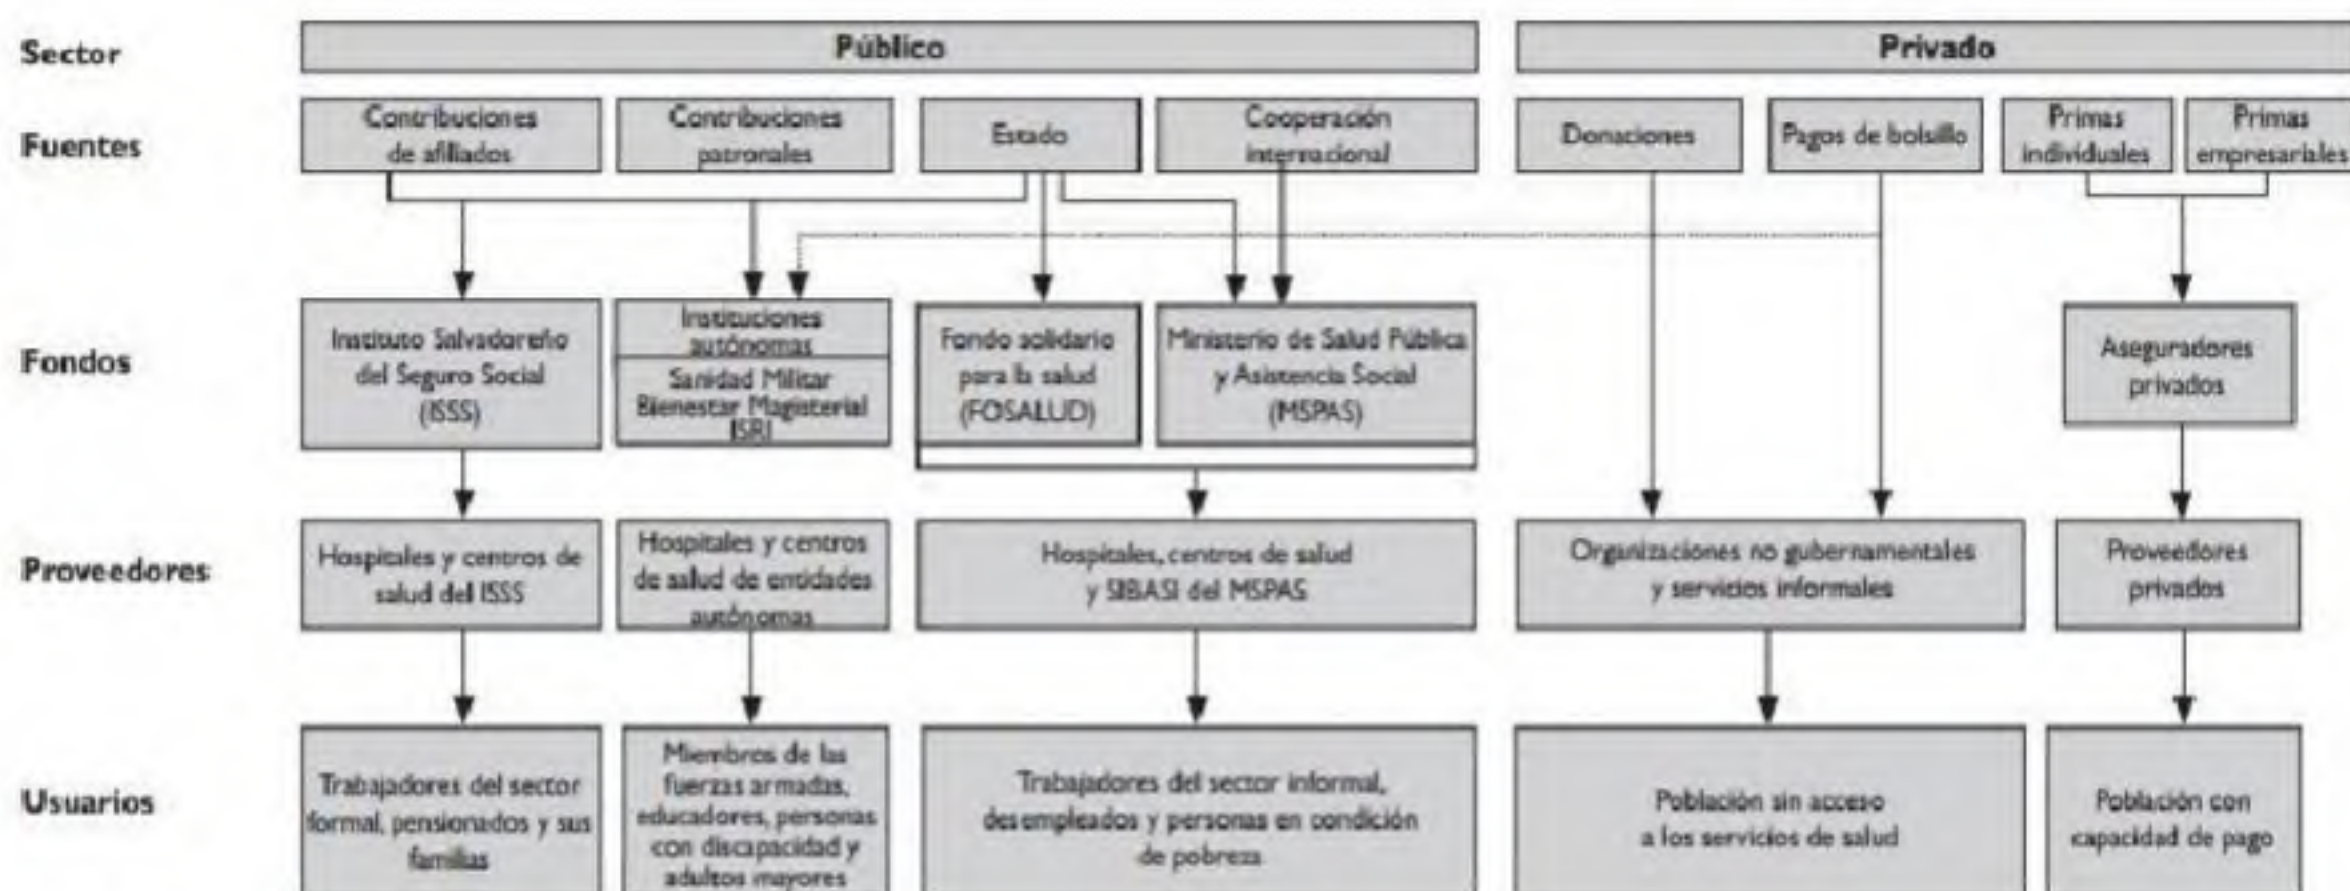 Sector
Público
Privado
Fuentes
Contribuciones
de afiliados
Contribuciones
patronales
Estado
Cooperación
internacional
Donaciones
Pagos de bolsillo
Primas
individuales
Primas
empresariales
Fondos
Instituto Salvadoreño
del Seguro Social
(ISSS)
Instituciones
autónomas
Sanidad Militar
Bienestar Magisterial
ISRI
Fondo solidario
para la salud
(FOSALUD)
Ministerio de Salud Pública
y Asistencia Social
(MSPAS)
Aseguradores
privados
Proveedores
Hospitales y centros de
salud del ISSS
Hospitales y centros
de salud de entidades
autónomas
Hospitales, centros de salud
y SIBASI del MSPAS
Organizaciones no gubernamentales
y servicios informales
Proveedores
privados
Usuarios
Trabajadores del sector
formal, pensionados y sus
familias
Miembros de las
fuerzas armadas,
educadores, personas
con discapacidad y
adultos mayores
Trabajadores del sector informal,
desempleados y personas en condición
de pobreza
Población sin acceso
a los servicios de salud
Población con
capacidad de pago